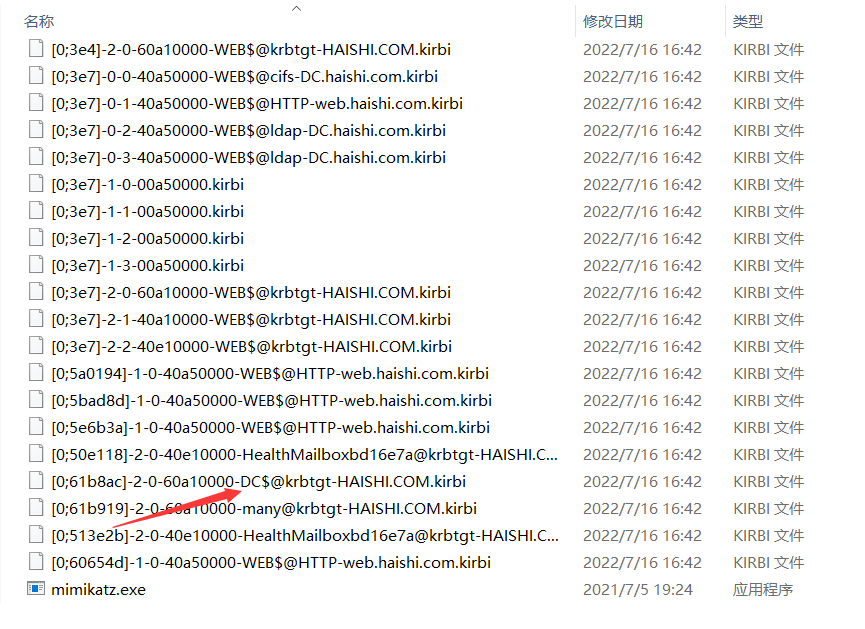 名称 修改日期 类型
[0;3e4]-2-0-60a10000-WEB$@krbtgt-HAISHI.COM.kirbi 2022/7/16 16:42 KIRBI 文件
[0;3e7]-0-0-40a50000-WEB$@cifs-DC.haishi.com.kirbi 2022/7/16 16:42 KIRBI 文件
[0;3e7]-0-1-40a50000-WEB$@HTTP-web.haishi.com.kirbi 2022/7/16 16:42 KIRBI 文件
[0;3e7]-0-2-40a50000-WEB$@ldap-DC.haishi.com.kirbi 2022/7/16 16:42 KIRBI 文件
[0;3e7]-0-3-40a50000-WEB$@ldap-DC.haishi.com.kirbi 2022/7/16 16:42 KIRBI 文件
[0;3e7]-1-0-00a50000.kirbi 2022/7/16 16:42 KIRBI 文件
[0;3e7]-1-1-00a50000.kirbi 2022/7/16 16:42 KIRBI 文件
[0;3e7]-1-2-00a50000.kirbi 2022/7/16 16:42 KIRBI 文件
[0;3e7]-1-3-00a50000.kirbi 2022/7/16 16:42 KIRBI 文件
[0;3e7]-2-0-60a10000-WEB$@krbtgt-HAISHI.COM.kirbi 2022/7/16 16:42 KIRBI 文件
[0;3e7]-2-1-40a10000-WEB$@krbtgt-HAISHI.COM.kirbi 2022/7/16 16:42 KIRBI 文件
[0;3e7]-2-2-40e10000-WEB$@krbtgt-HAISHI.COM.kirbi 2022/7/16 16:42 KIRBI 文件
[0;5a0194]-1-0-40a50000-WEB$@HTTP-web.haishi.com.kirbi 2022/7/16 16:42 KIRBI 文件
[0;5bad8d]-1-0-40a50000-WEB$@HTTP-web.haishi.com.kirbi 2022/7/16 16:42 KIRBI 文件
[0;5e6b3a]-1-0-40a50000-WEB$@HTTP-web.haishi.com.kirbi 2022/7/16 16:42 KIRBI 文件
[0;50e118]-2-0-40e10000-HealthMailboxbd16e7a@krbtgt-HAISHI.C... 2022/7/16 16:42 KIRBI 文件
[0;61b8ac]-2-0-60a10000-DC$@krbtgt-HAISHI.COM.kirbi 2022/7/16 16:42 KIRBI 文件
[0;61b919]-2-0-60a10000-many@krbtgt-HAISHI.COM.kirbi 2022/7/16 16:42 KIRBI 文件
[0;513e2b]-2-0-40e10000-HealthMailboxbd16e7a@krbtgt-HAISHI.C... 2022/7/16 16:42 KIRBI 文件
[0;60654d]-1-0-40a50000-WEB$@HTTP-web.haishi.com.kirbi 2022/7/16 16:42 KIRBI 文件
mimikatz.exe 2021/7/5 19:24 应用程序